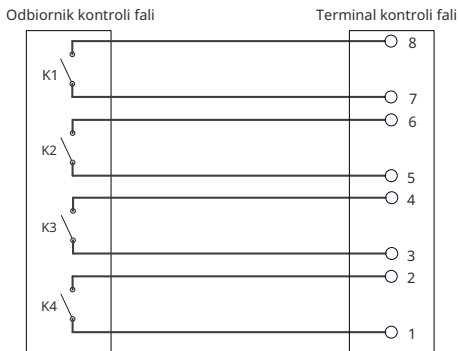 Odbiornik kontroli fali
Terminal kontroli fali
8
K1
7
6
K2
5
4
K3
3
2
K4
1